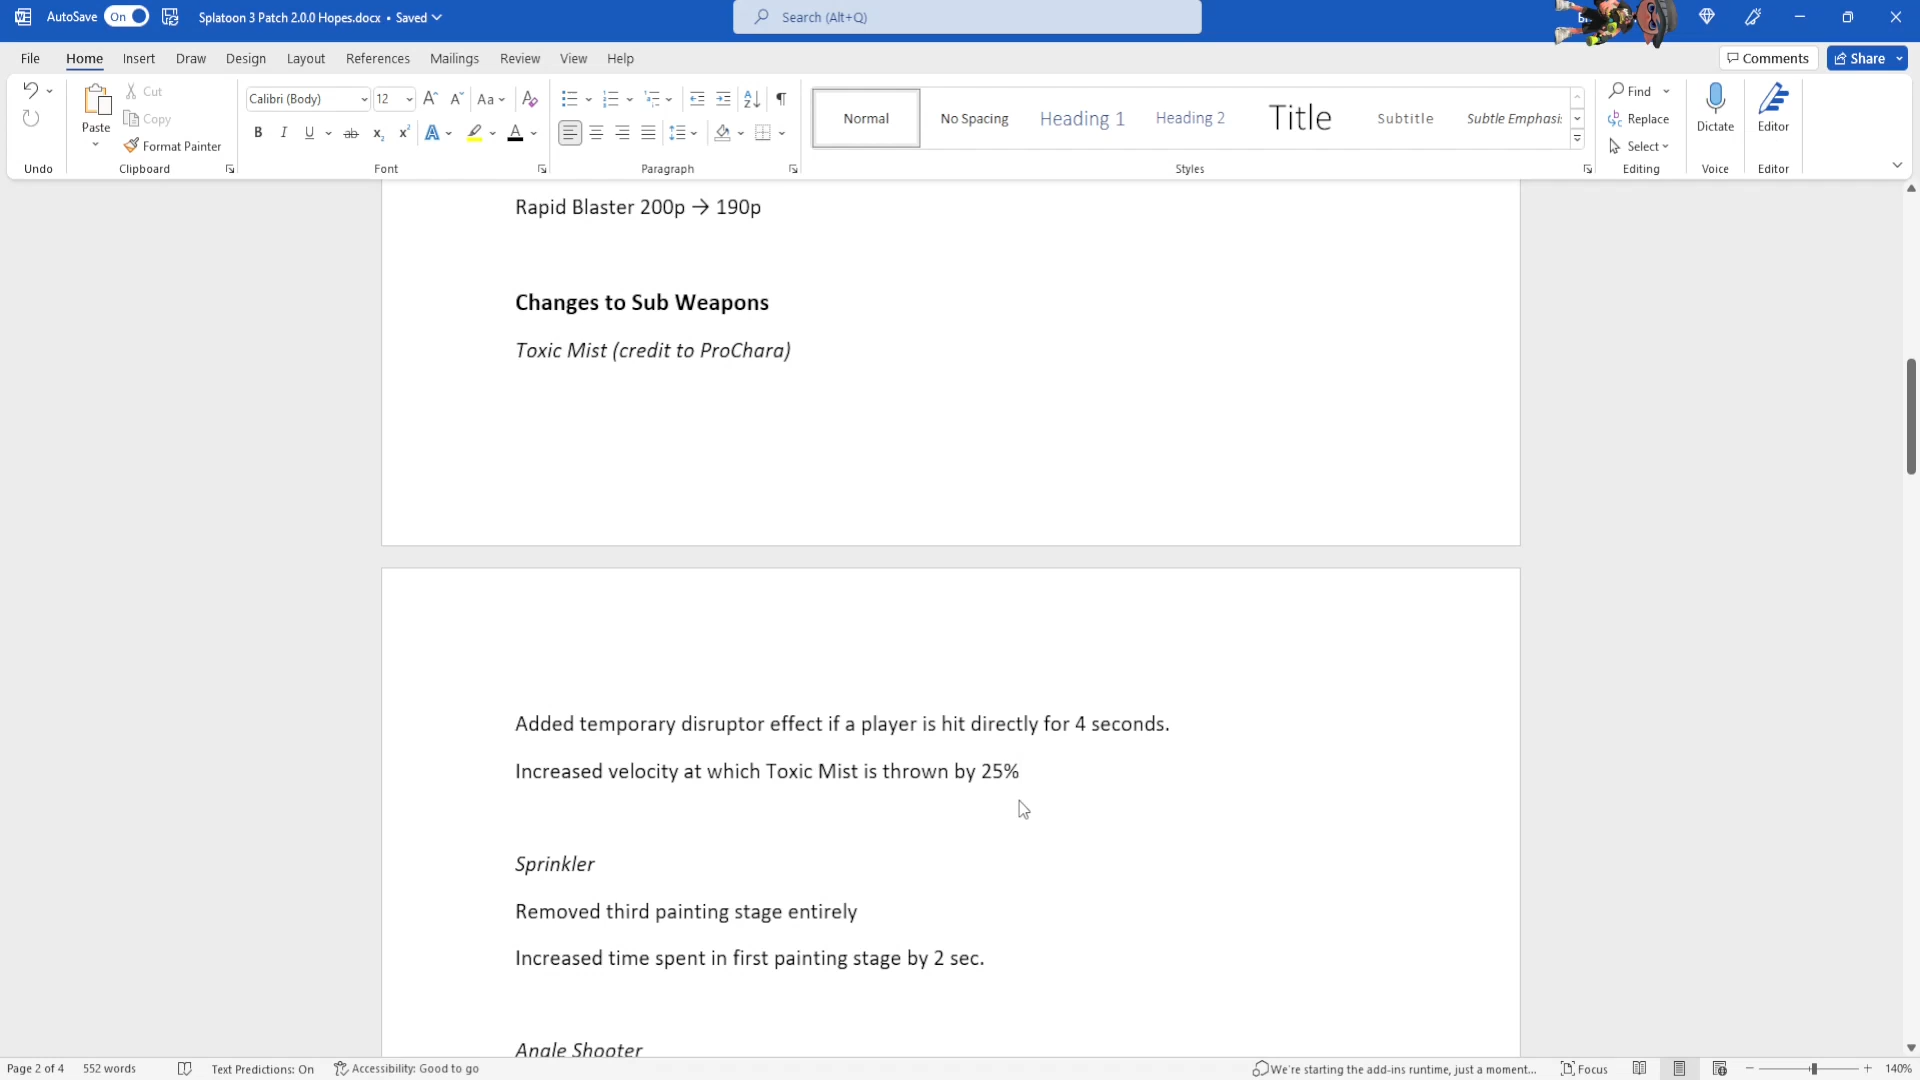 AutoSave On Splatoon 3 Patch 2.0.0 Hopes.docx • Saved Search (Alt+Q)
File Home Insert Draw Design Layout References Mailings Review View Help Comments Share
Paste Cut Copy Format Painter
Calibri (Body) 12
Normal No Spacing Heading 1 Heading 2 Title Subtitle Subtle Emphasi:
Find Replace Select
Dictate Editor
Undo Clipboard Font Paragraph Styles Editing Voice Editor
Rapid Blaster 200p → 190p
Changes to Sub Weapons
Toxic Mist (credit to ProChara)
Added temporary disruptor effect if a player is hit directly for 4 seconds.
Increased velocity at which Toxic Mist is thrown by 25%
Sprinkler
Removed third painting stage entirely
Increased time spent in first painting stage by 2 sec.
Angle Shooter
Page 2 of 4 552 words Text Predictions: On Accessibility: Good to go We're starting the add-ins runtime, just a moment... Focus 140%